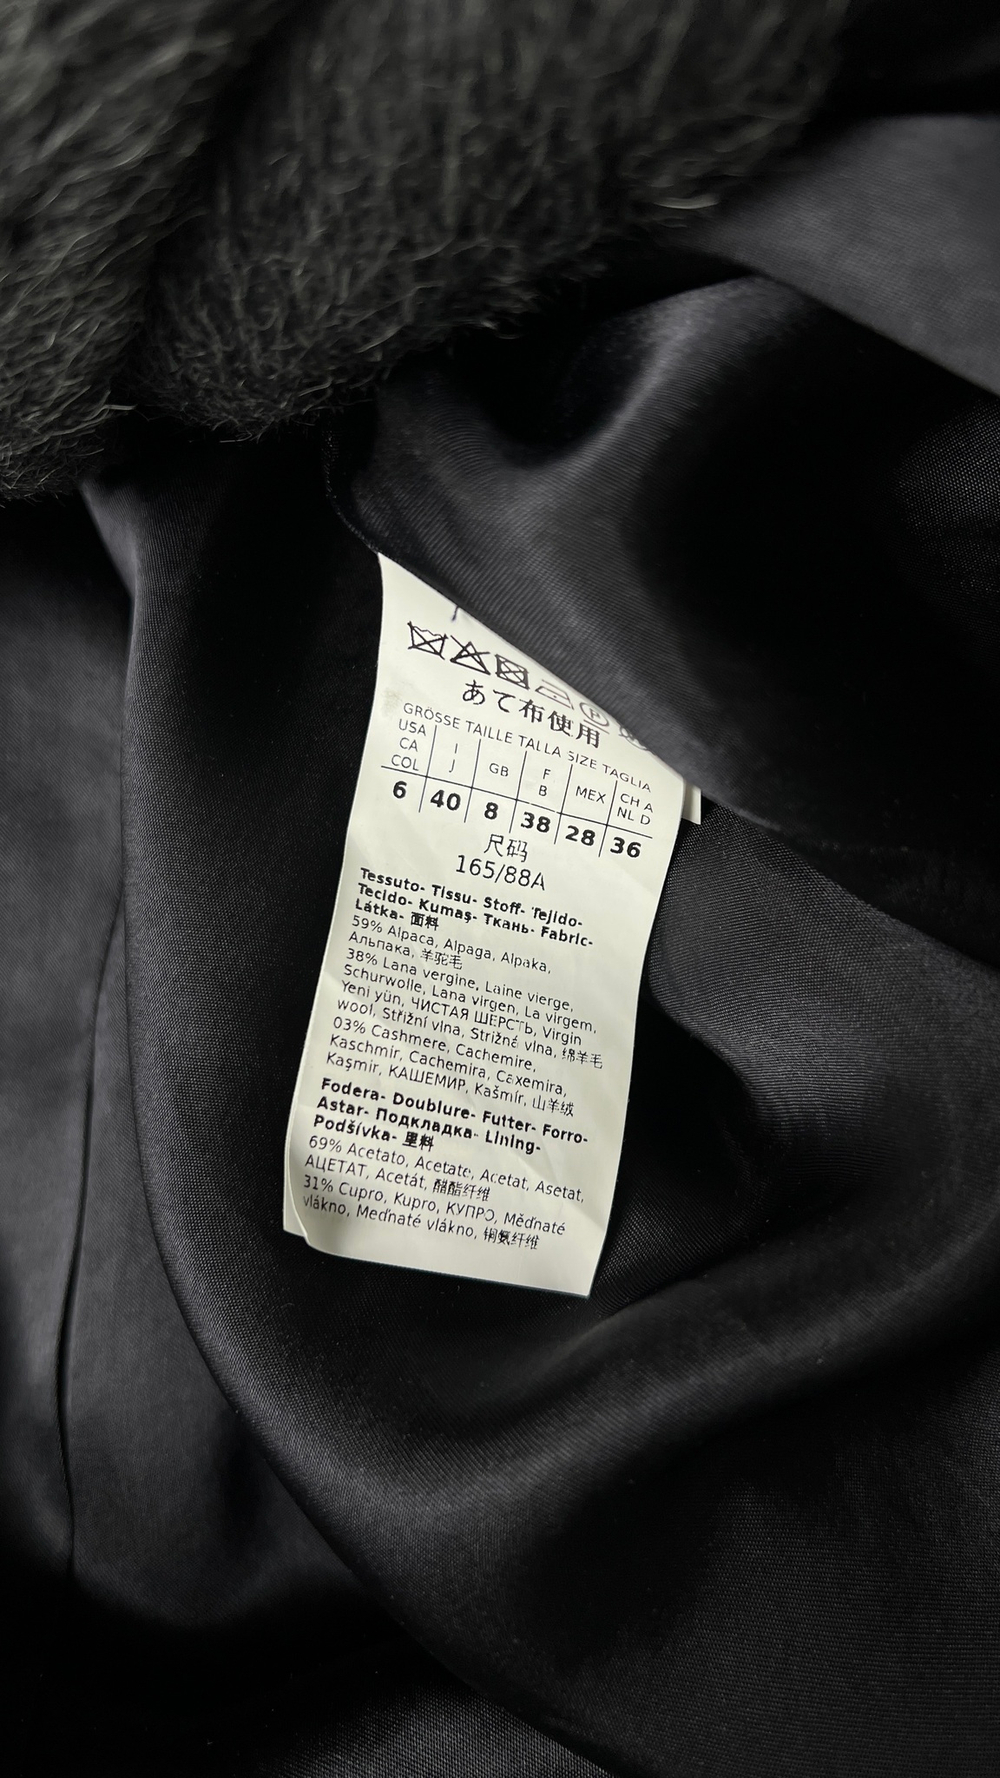 あて布使用
GRÖSSE TAILLE TALLA SIZE TAGLIA
USA CA COL | I J | GB | F B | MEX | CH A NL D
6 | 40 | 8 | 38 | 28 | 36
尺码
165/88A
Tessuto- Tissu- Stoff- Tejido-
Tecido- Kumaş- Ткань- Fabric-
Látka- 面料
59% Alpaca, Alpaga, Alpaka,
Альпака, 羊驼毛
38% Lana vergine, Laine vierge,
Schurwolle, Lana virgen, La virgem,
Yeni yün, ЧИСТАЯ ШЕРСТЬ, Virgin
wool, Střižní vlna, Strižná vlna, 绵羊毛
03% Cashmere, Cachemire,
Kaschmir, Cachemira, Caxemira,
Kaşmir, КАШЕМИР, Kašmír, 山羊绒
Fodera- Doublure- Futter- Forro-
Astar- Подкладка- Lining-
Podšívka- 里料
69% Acetato, Acetate, Acetat, Asetat,
АЦЕТАТ, Acetát, 醋酯纤维
31% Cupro, Kupro, КУПРО, Měďnaté
vlákno, Meďnaté vlákno, 铜氨纤维